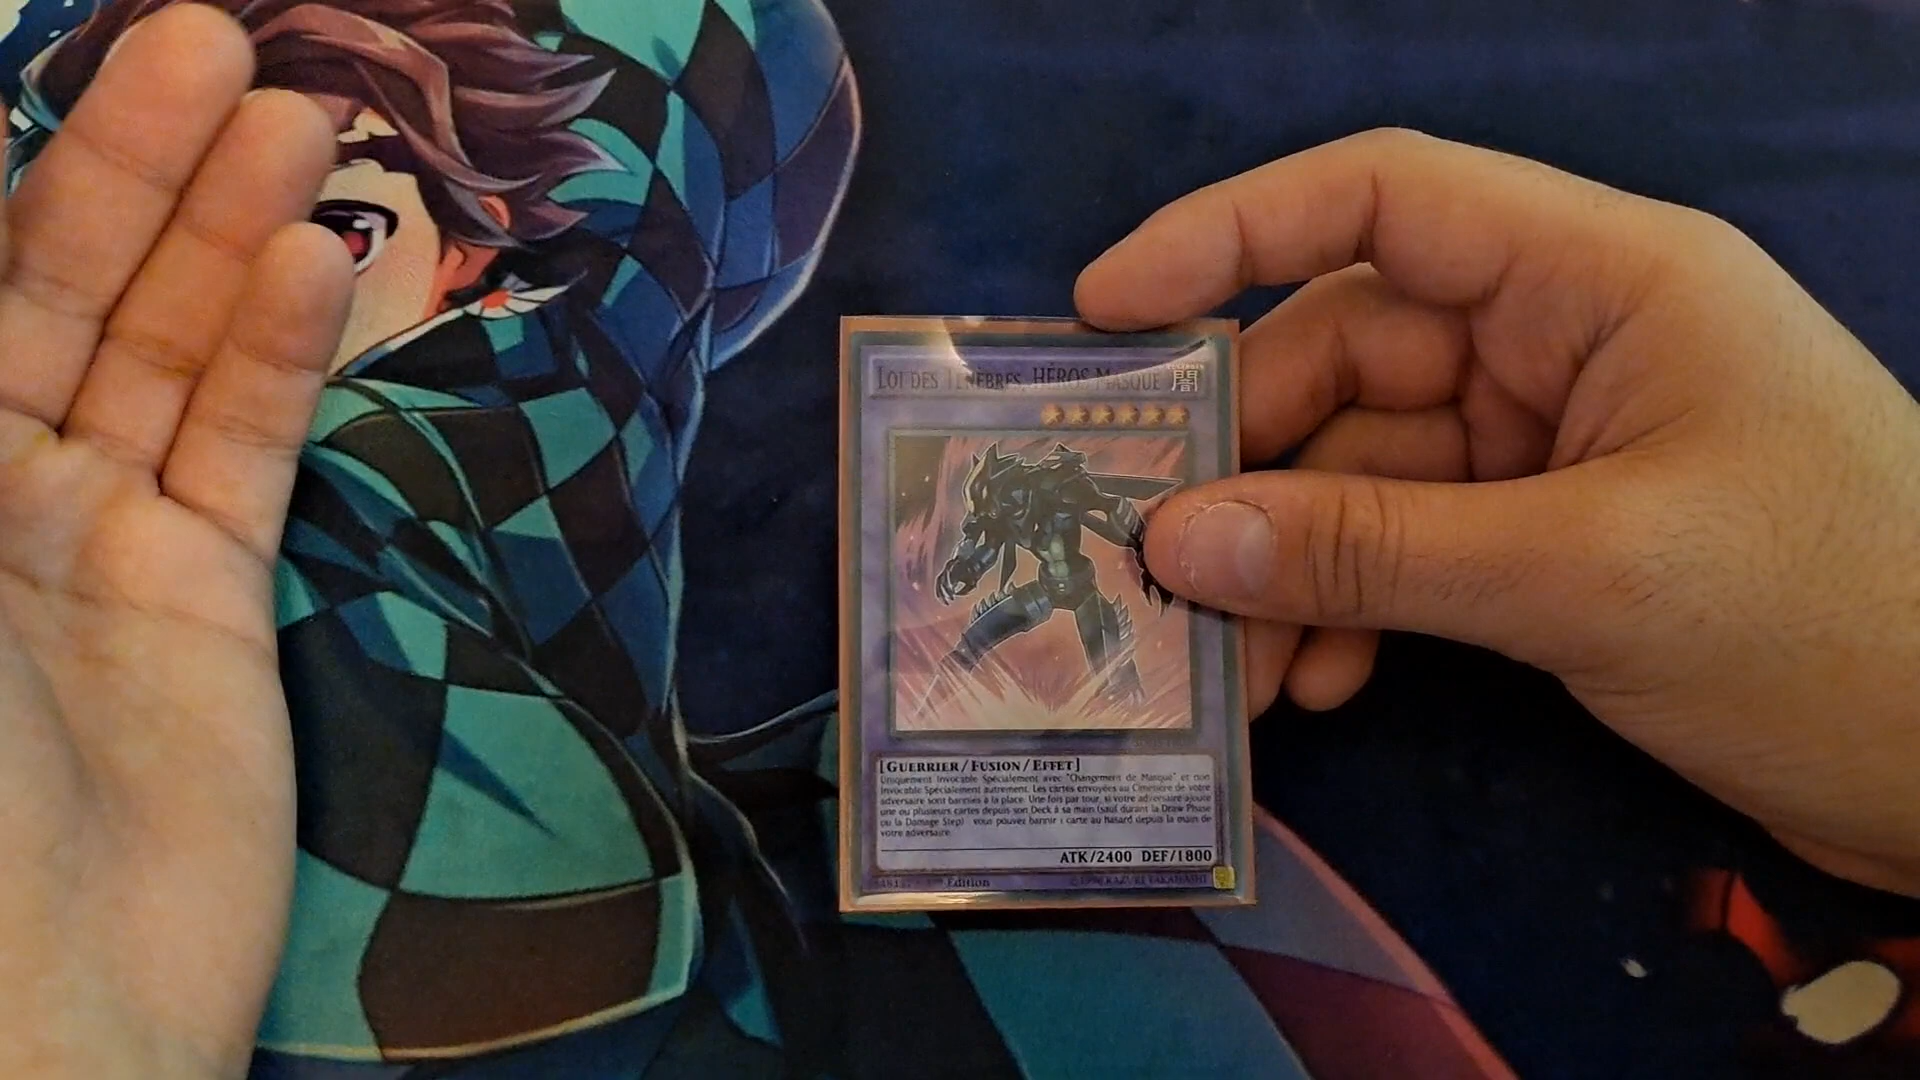 LOI DES TÉNÈBRES, HÉROS MASQUÉ
闇
[GUERRIER/FUSION/EFFET]
Uniquement Invocable Spécialement avec "Changement de Masque" et non
Invocable Spécialement autrement. Les cartes envoyées au Cimetière de votre
adversaire sont bannies à la place. Une fois par tour, si votre adversaire ajoute
une ou plusieurs cartes depuis son Deck à sa main (sauf durant la Draw Phase
ou la Damage Step) : vous pouvez bannir 1 carte au hasard depuis la main de
votre adversaire.
ATK/2400 DEF/1800
Edition
KAZUKI TAKAHASHI